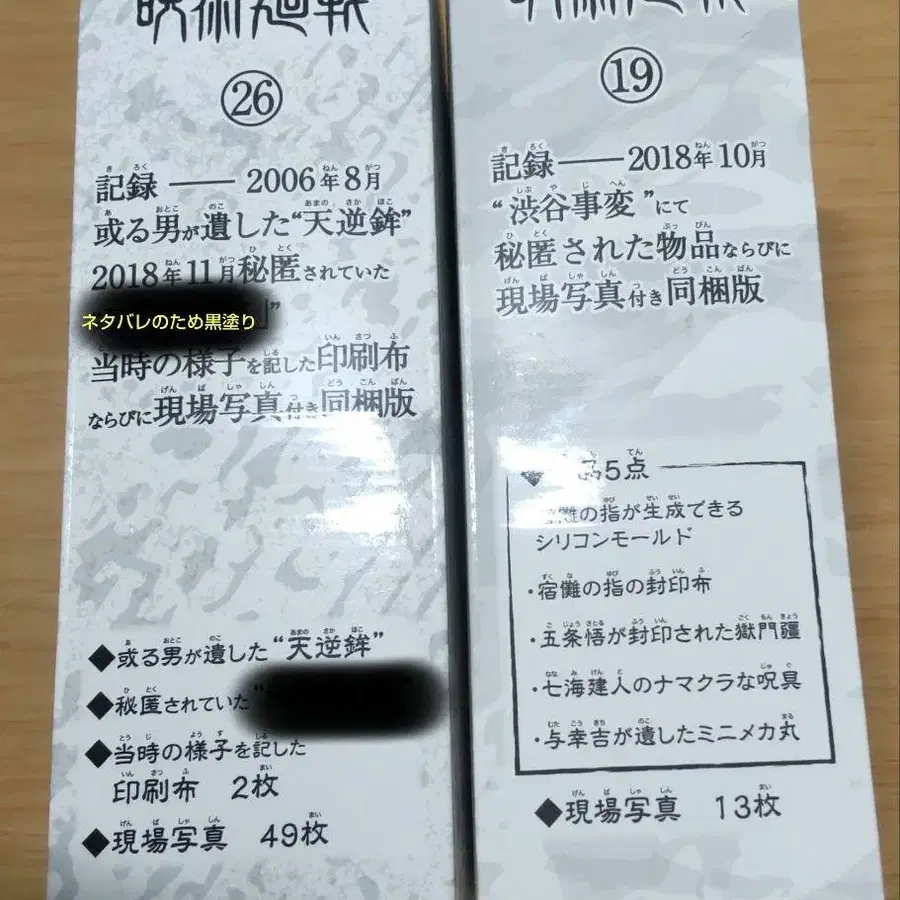 呪術廻戦
㉖
記録 ―― 2006年8月
或る男が遺した“天逆鉾”
2018年11月秘匿されていた
”
ネタバレのため黒塗り
当時の様子を記した印刷布
ならびに現場写真付き同梱版
◆或る男が遺した“天逆鉾”
◆秘匿されていた“
◆当時の様子を記した
印刷布 2枚
◆現場写真 49枚
呪術廻戦
⑲
記録――2018年10月
“渋谷事変”にて
秘匿された物品ならびに
現場写真っ付き同梱版
品5点
儺の指が生成できる
シリコンモールド
・宿儺の指の封印布
・五条悟が封印された獄門疆
・七海建人のナマクラな呪具
・与幸吉が遺したミニメカ丸
◆現場写真 13枚